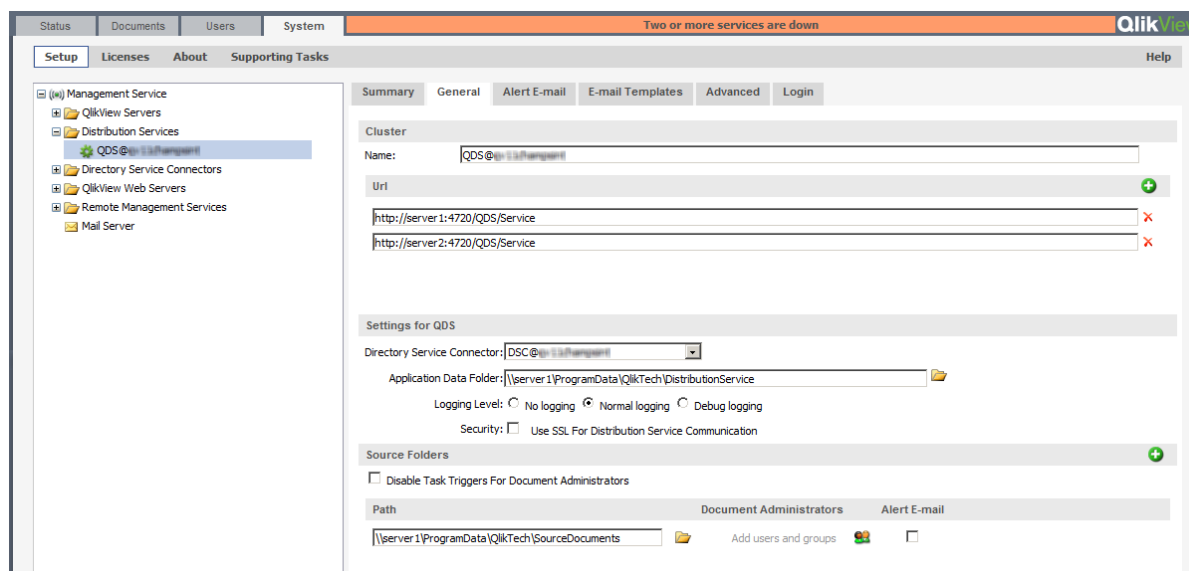 Status Documents Users System Two or more services are down QlikView
Setup Licenses About Supporting Tasks Help
Management Service
QlikView Servers
Distribution Services
QDS@
Directory Service Connectors
QlikView Web Servers
Remote Management Services
Mail Server
Summary General Alert E-mail E-mail Templates Advanced Login
Cluster
Name: QDS@
Url
http://server1:4720/QDS/Service
http://server2:4720/QDS/Service
Settings for QDS
Directory Service Connector: DSC@
Application Data Folder: \\server1\ProgramData\QlikTech\DistributionService
Logging Level: No logging Normal logging Debug logging
Security: Use SSL For Distribution Service Communication
Source Folders
Disable Task Triggers For Document Administrators
Path Document Administrators Alert E-mail
\\server1\ProgramData\QlikTech\SourceDocuments Add users and groups